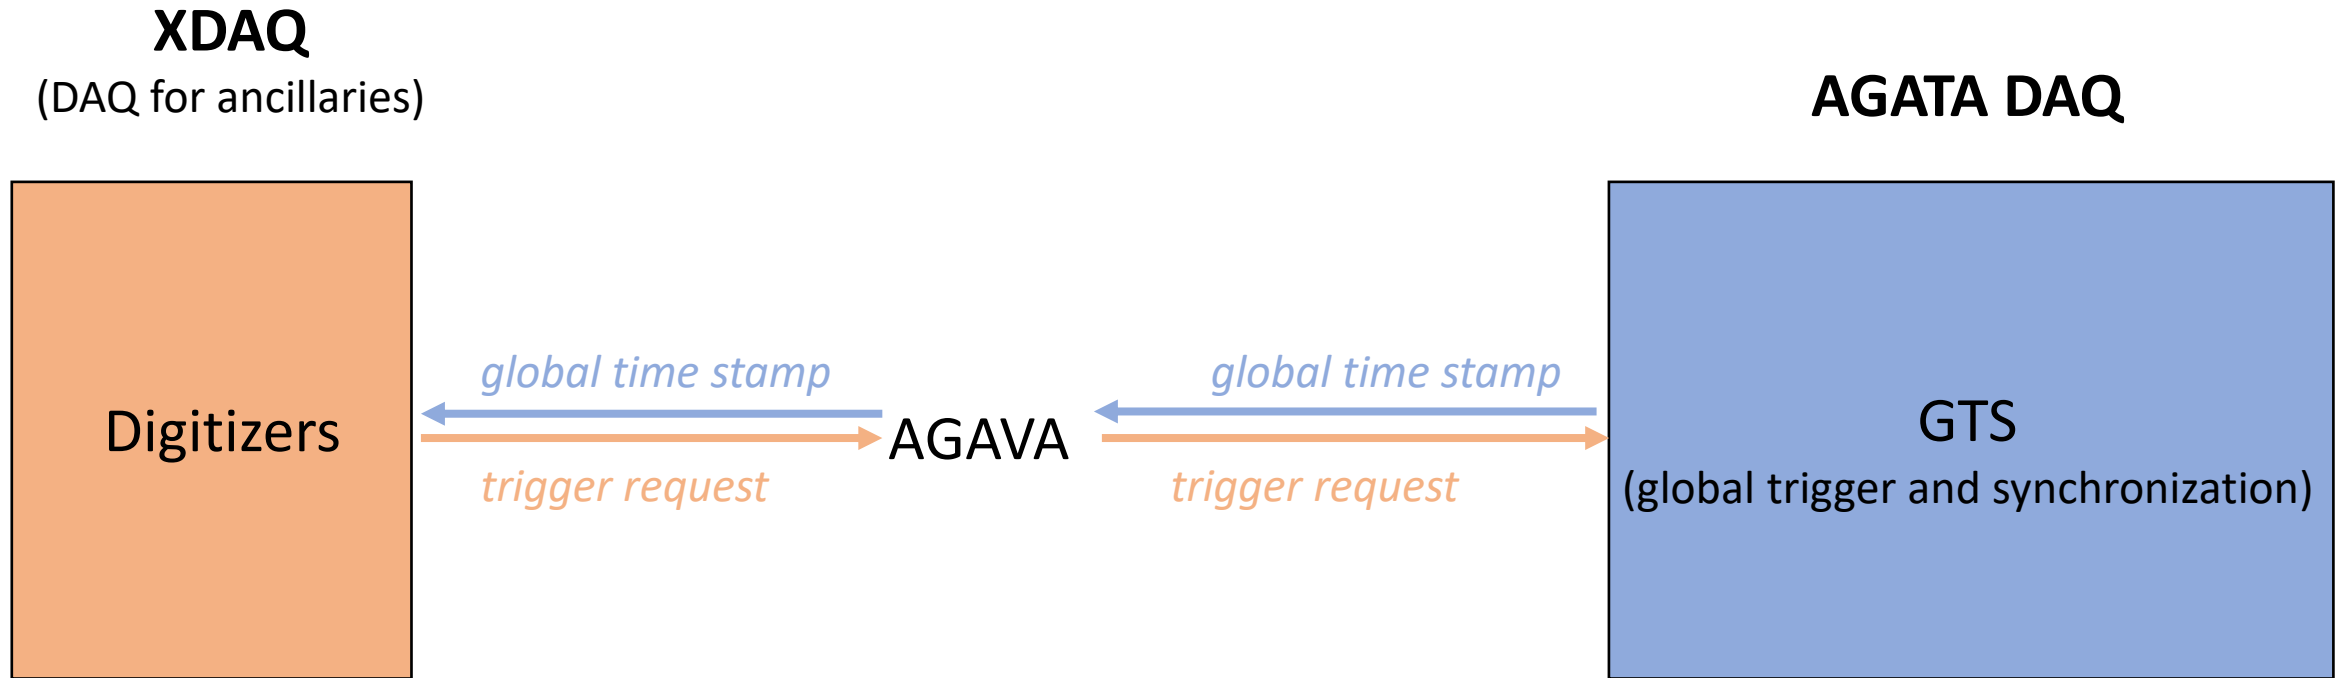 XDAQ
(DAQ for ancillaries)
AGATA DAQ
Digitizers
global time stamp
trigger request
AGAVA
global time stamp
trigger request
GTS
(global trigger and synchronization)